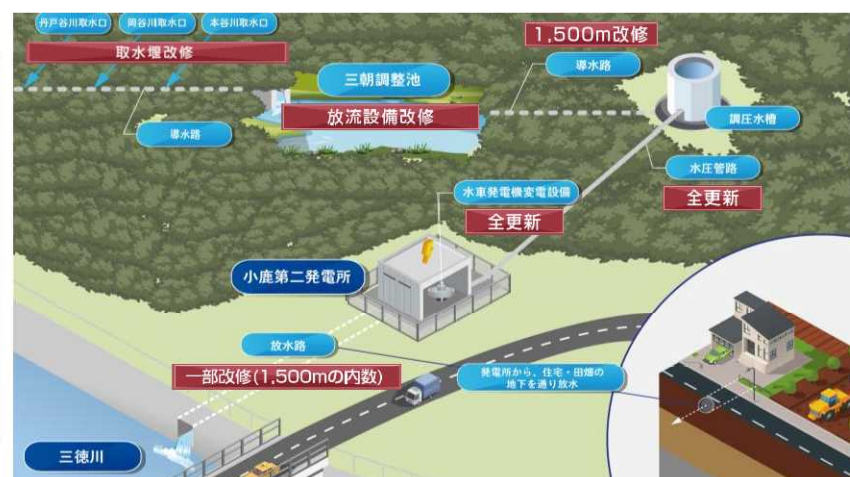 丹戸谷川取水口
岡谷川取水口
本谷川取水口
取水堰改修
1,500m改修
導水路
三朝調整池
放流設備改修
調圧水槽
導水路
水圧管路
全更新
水車発電機変電設備
全更新
小鹿第二発電所
放水路
一部改修(1,500mの内数)
発電所から、住宅・田畑の
地下を通り放水
三徳川